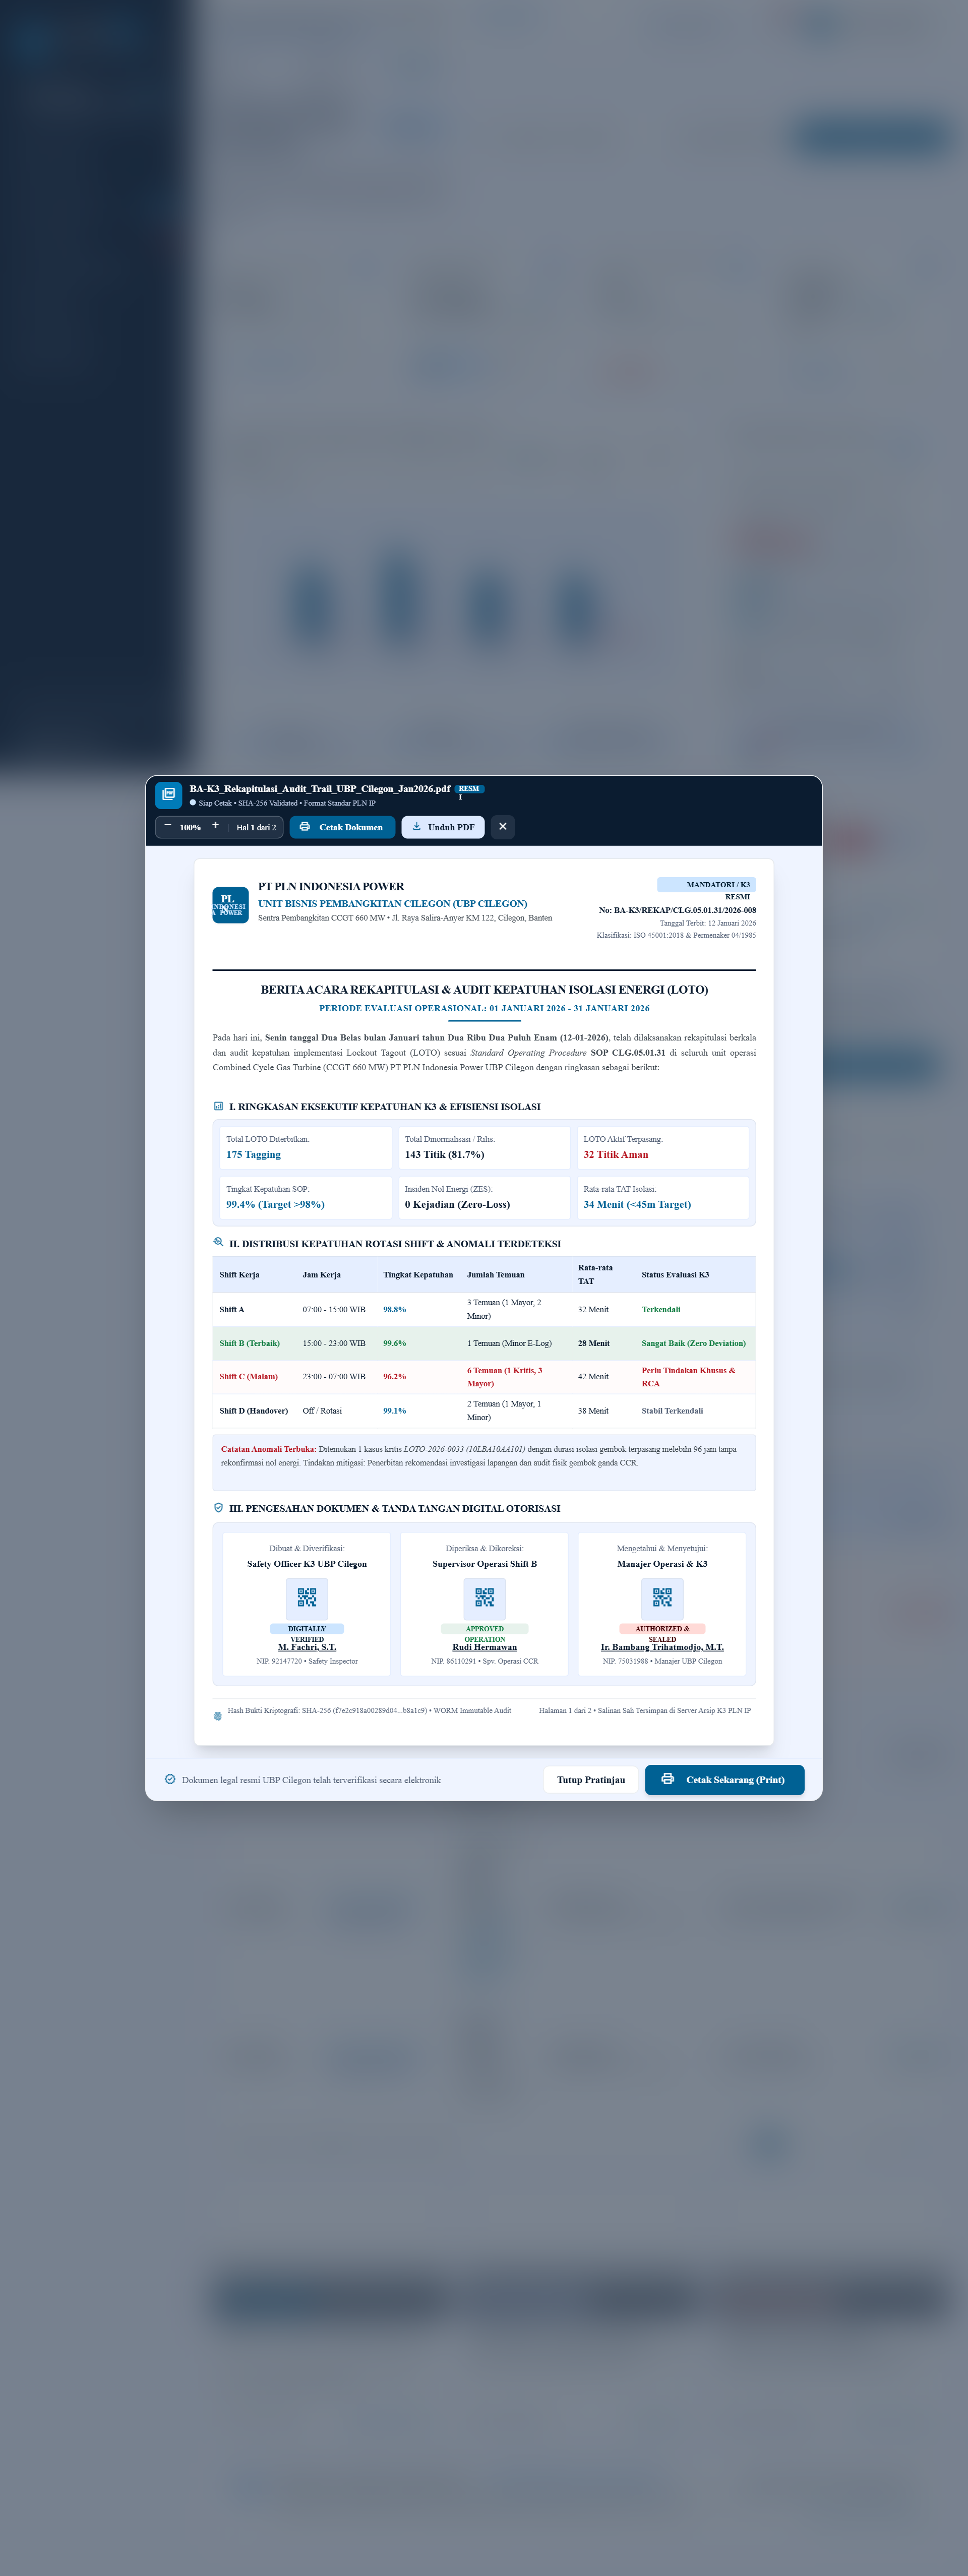 BA-K3_Rekapitulasi_Audit_Trail_UBP_Cilegon_Jan2026.pdf RESMI
Siap Cetak • SHA-256 Validated • Format Standar PLN IP
− 100% + Hal 1 dari 2 Cetak Dokumen Unduh PDF ✕
PT PLN INDONESIA POWER
UNIT BISNIS PEMBANGKITAN CILEGON (UBP CILEGON)
Sentra Pembangkitan CCGT 660 MW • Jl. Raya Salira-Anyer KM 122, Cilegon, Banten
MANDATORI / K3
RESMI
No: BA-K3/REKAP/CLG.05.01.31/2026-008
Tanggal Terbit: 12 Januari 2026
Klasifikasi: ISO 45001:2018 & Permenaker 04/1985
BERITA ACARA REKAPITULASI & AUDIT KEPATUHAN ISOLASI ENERGI (LOTO)
PERIODE EVALUASI OPERASIONAL: 01 JANUARI 2026 - 31 JANUARI 2026
Pada hari ini, Senin tanggal Dua Belas bulan Januari tahun Dua Ribu Dua Puluh Enam (12-01-2026), telah dilaksanakan rekapitulasi berkala
dan audit kepatuhan implementasi Lockout Tagout (LOTO) sesuai Standard Operating Procedure SOP CLG.05.01.31 di seluruh unit operasi
Combined Cycle Gas Turbine (CCGT 660 MW) PT PLN Indonesia Power UBP Cilegon dengan ringkasan sebagai berikut:
I. RINGKASAN EKSEKUTIF KEPATUHAN K3 & EFISIENSI ISOLASI
Total LOTO Diterbitkan:
175 Tagging
Total Dinormalisasi / Rilis:
143 Titik (81.7%)
LOTO Aktif Terpasang:
32 Titik Aman
Tingkat Kepatuhan SOP:
99.4% (Target >98%)
Insiden Nol Energi (ZES):
0 Kejadian (Zero-Loss)
Rata-rata TAT Isolasi:
34 Menit (<45m Target)
II. DISTRIBUSI KEPATUHAN ROTASI SHIFT & ANOMALI TERDETEKSI
Shift Kerja Jam Kerja Tingkat Kepatuhan Jumlah Temuan Rata-rata TAT Status Evaluasi K3
Shift A 07:00 - 15:00 WIB 98.8% 3 Temuan (1 Mayor, 2 Minor) 32 Menit Terkendali
Shift B (Terbaik) 15:00 - 23:00 WIB 99.6% 1 Temuan (Minor E-Log) 28 Menit Sangat Baik (Zero Deviation)
Shift C (Malam) 23:00 - 07:00 WIB 96.2% 6 Temuan (1 Kritis, 3 Mayor) 42 Menit Perlu Tindakan Khusus & RCA
Shift D (Handover) Off / Rotasi 99.1% 2 Temuan (1 Mayor, 1 Minor) 38 Menit Stabil Terkendali
Catatan Anomali Terbuka: Ditemukan 1 kasus kritis LOTO-2026-0033 (10LBA10AA101) dengan durasi isolasi gembok terpasang melebihi 96 jam tanpa
rekonfirmasi nol energi. Tindakan mitigasi: Penerbitan rekomendasi investigasi lapangan dan audit fisik gembok ganda CCR.
III. PENGESAHAN DOKUMEN & TANDA TANGAN DIGITAL OTORISASI
Dibuat & Diverifikasi:
Safety Officer K3 UBP Cilegon
DIGITALLY
VERIFIED
M. Fachri, S.T.
NIP. 92147720 • Safety Inspector
Diperiksa & Dikoreksi:
Supervisor Operasi Shift B
APPROVED
OPERATION
Rudi Hermawan
NIP. 86110291 • Spv. Operasi CCR
Mengetahui & Menyetujui:
Manajer Operasi & K3
AUTHORIZED &
SEALED
Ir. Bambang Trihatmodjo, M.T.
NIP. 75031988 • Manajer UBP Cilegon
Hash Bukti Kriptografi: SHA-256 (f7e2c918a00289d04...b8a1c9) • WORM Immutable Audit
Halaman 1 dari 2 • Salinan Sah Tersimpan di Server Arsip K3 PLN IP
Dokumen legal resmi UBP Cilegon telah terverifikasi secara elektronik
Tutup Pratinjau
Cetak Sekarang (Print)